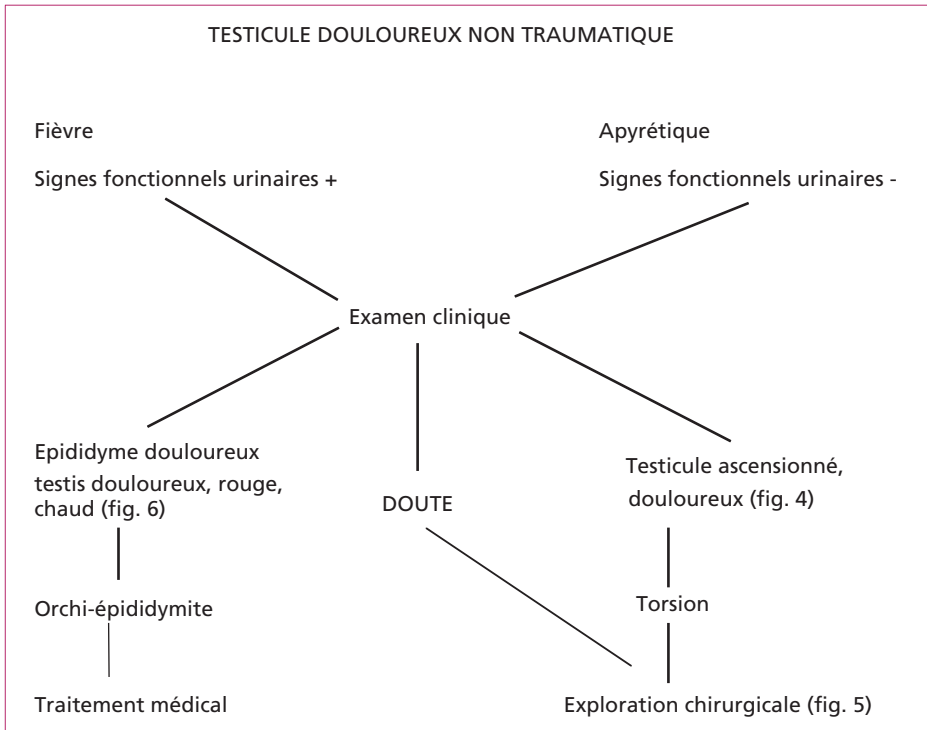 TESTICULE DOULOUREUX NON TRAUMATIQUE
Fièvre
Apyrétique
Signes fonctionnels urinaires +
Signes fonctionnels urinaires -
Examen clinique
Epididyme douloureux
testis douloureux, rouge,
chaud (fig. 6)
DOUTE
Testicule ascensionné,
douloureux (fig. 4)
Orchi-épididymite
Torsion
Traitement médical
Exploration chirurgicale (fig. 5)